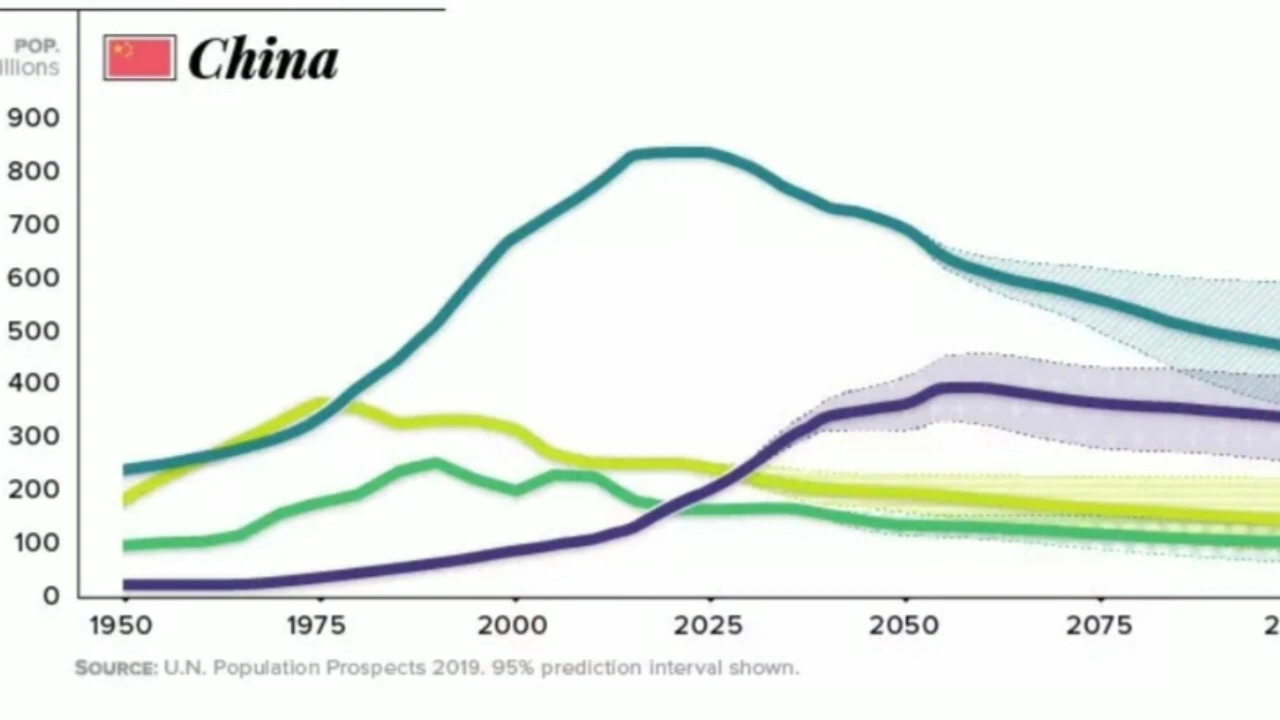 POP.
illions
China
900
800
700
600
500
400
300
200
100
0
1950 1975 2000 2025 2050 2075 2
SOURCE: U.N. Population Prospects 2019. 95% prediction interval shown.